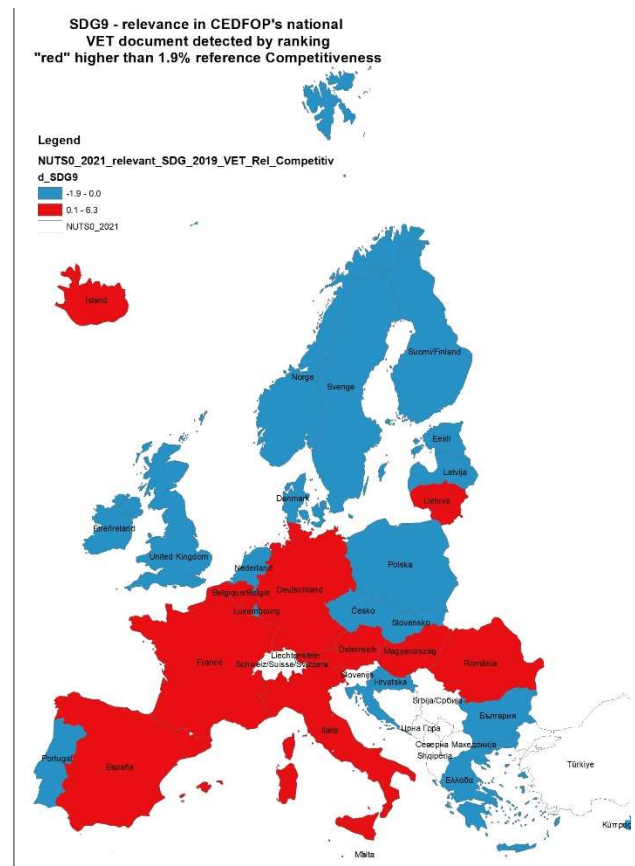 SDG9 - relevance in CEDFOP's national
VET document detected by ranking
"red" higher than 1.9% reference Competitiveness
Legend
NUTS0_2021_relevant_SDG_2019_VET_Rel_Competitiv
d_SDG9
-1.9 - 0.0
0.1 - 6.3
NUTS0_2021
Ísland
Suomi/Finland
Norge
Sverige
Eesti
Latvija
Lietuva
Danmark
Éire/Ireland
United Kingdom
Nederland
Polska
Belgique/België
Deutschland
Luxembourg
Česko
Slovensko
France
Liechtenstein
Schweiz/Suisse/Svizzera
Österreich
Magyarország
România
Slovenija
Hrvatska
Srbija/Сpбија
Italia
Црна Гора
България
Северна Македонија
Shqipëria
Portugal
España
Ελλάδα
Türkiye
Κύπρος
Malta